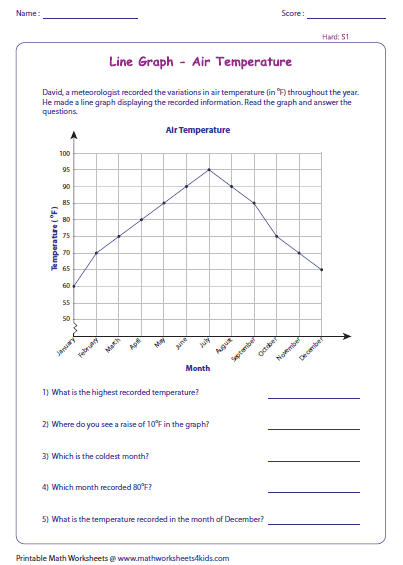 Name :
Score :
Hard: S1
Line Graph - Air Temperature
David, a meteorologist recorded the variations in air temperature (in °F) throughout the year.
He made a line graph displaying the recorded information. Read the graph and answer the
questions.
Air Temperature
Temperature ( °F)
100
95
90
85
80
75
70
65
60
55
50
January
February
March
April
May
June
July
August
September
October
November
December
Month
1) What is the highest recorded temperature?
2) Where do you see a raise of 10°F in the graph?
3) Which is the coldest month?
4) Which month recorded 80°F?
5) What is the temperature recorded in the month of December?
Printable Math Worksheets @ www.mathworksheets4kids.com